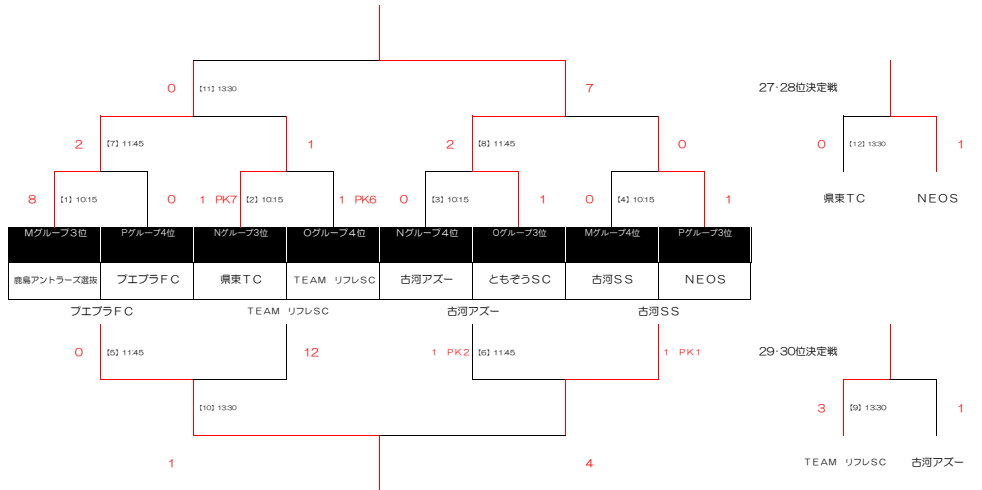 0 【11】 13:30 7 27・28位決定戦
2 【7】 11:45 1 2 【8】 11:45 0 0 【12】 13:30 1
8 【1】 10:15 0 1 PK7 【2】 10:15 1 PK6 0 【3】 10:15 1 0 【4】 10:15 1 県東TC NEOS
Mグループ3位 Pグループ4位 Nグループ3位 Oグループ4位 Nグループ4位 Oグループ3位 Mグループ4位 Pグループ3位
鹿島アントラーズ選抜 ブエブラFC 県東TC TEAM リフレSC 古河アズー ともぞうSC 古河SS NEOS
ブエブラFC TEAM リフレSC 古河アズー 古河SS
0 【5】 11:45 12 1 PK2 【6】 11:45 1 PK1 29・30位決定戦
【10】 13:30 3 【9】 13:30 1
1 4 TEAM リフレSC 古河アズー